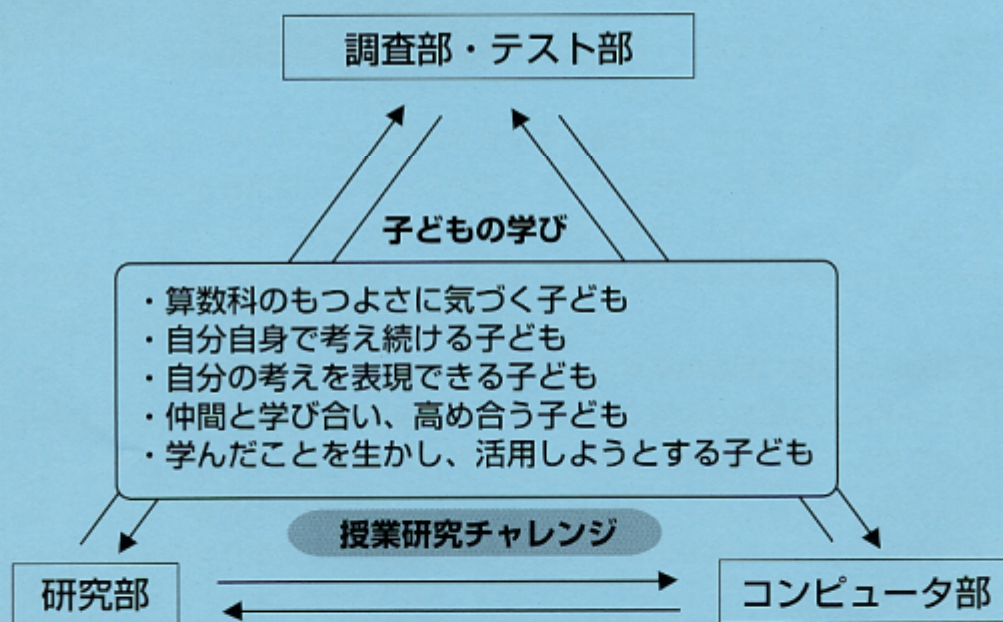 調査部・テスト部
子どもの学び
・算数科のもつよさに気づく子ども
・自分自身で考え続ける子ども
・自分の考えを表現できる子ども
・仲間と学び合い、高め合う子ども
・学んだことを生かし、活用しようとする子ども
授業研究チャレンジ
研究部
コンピュータ部